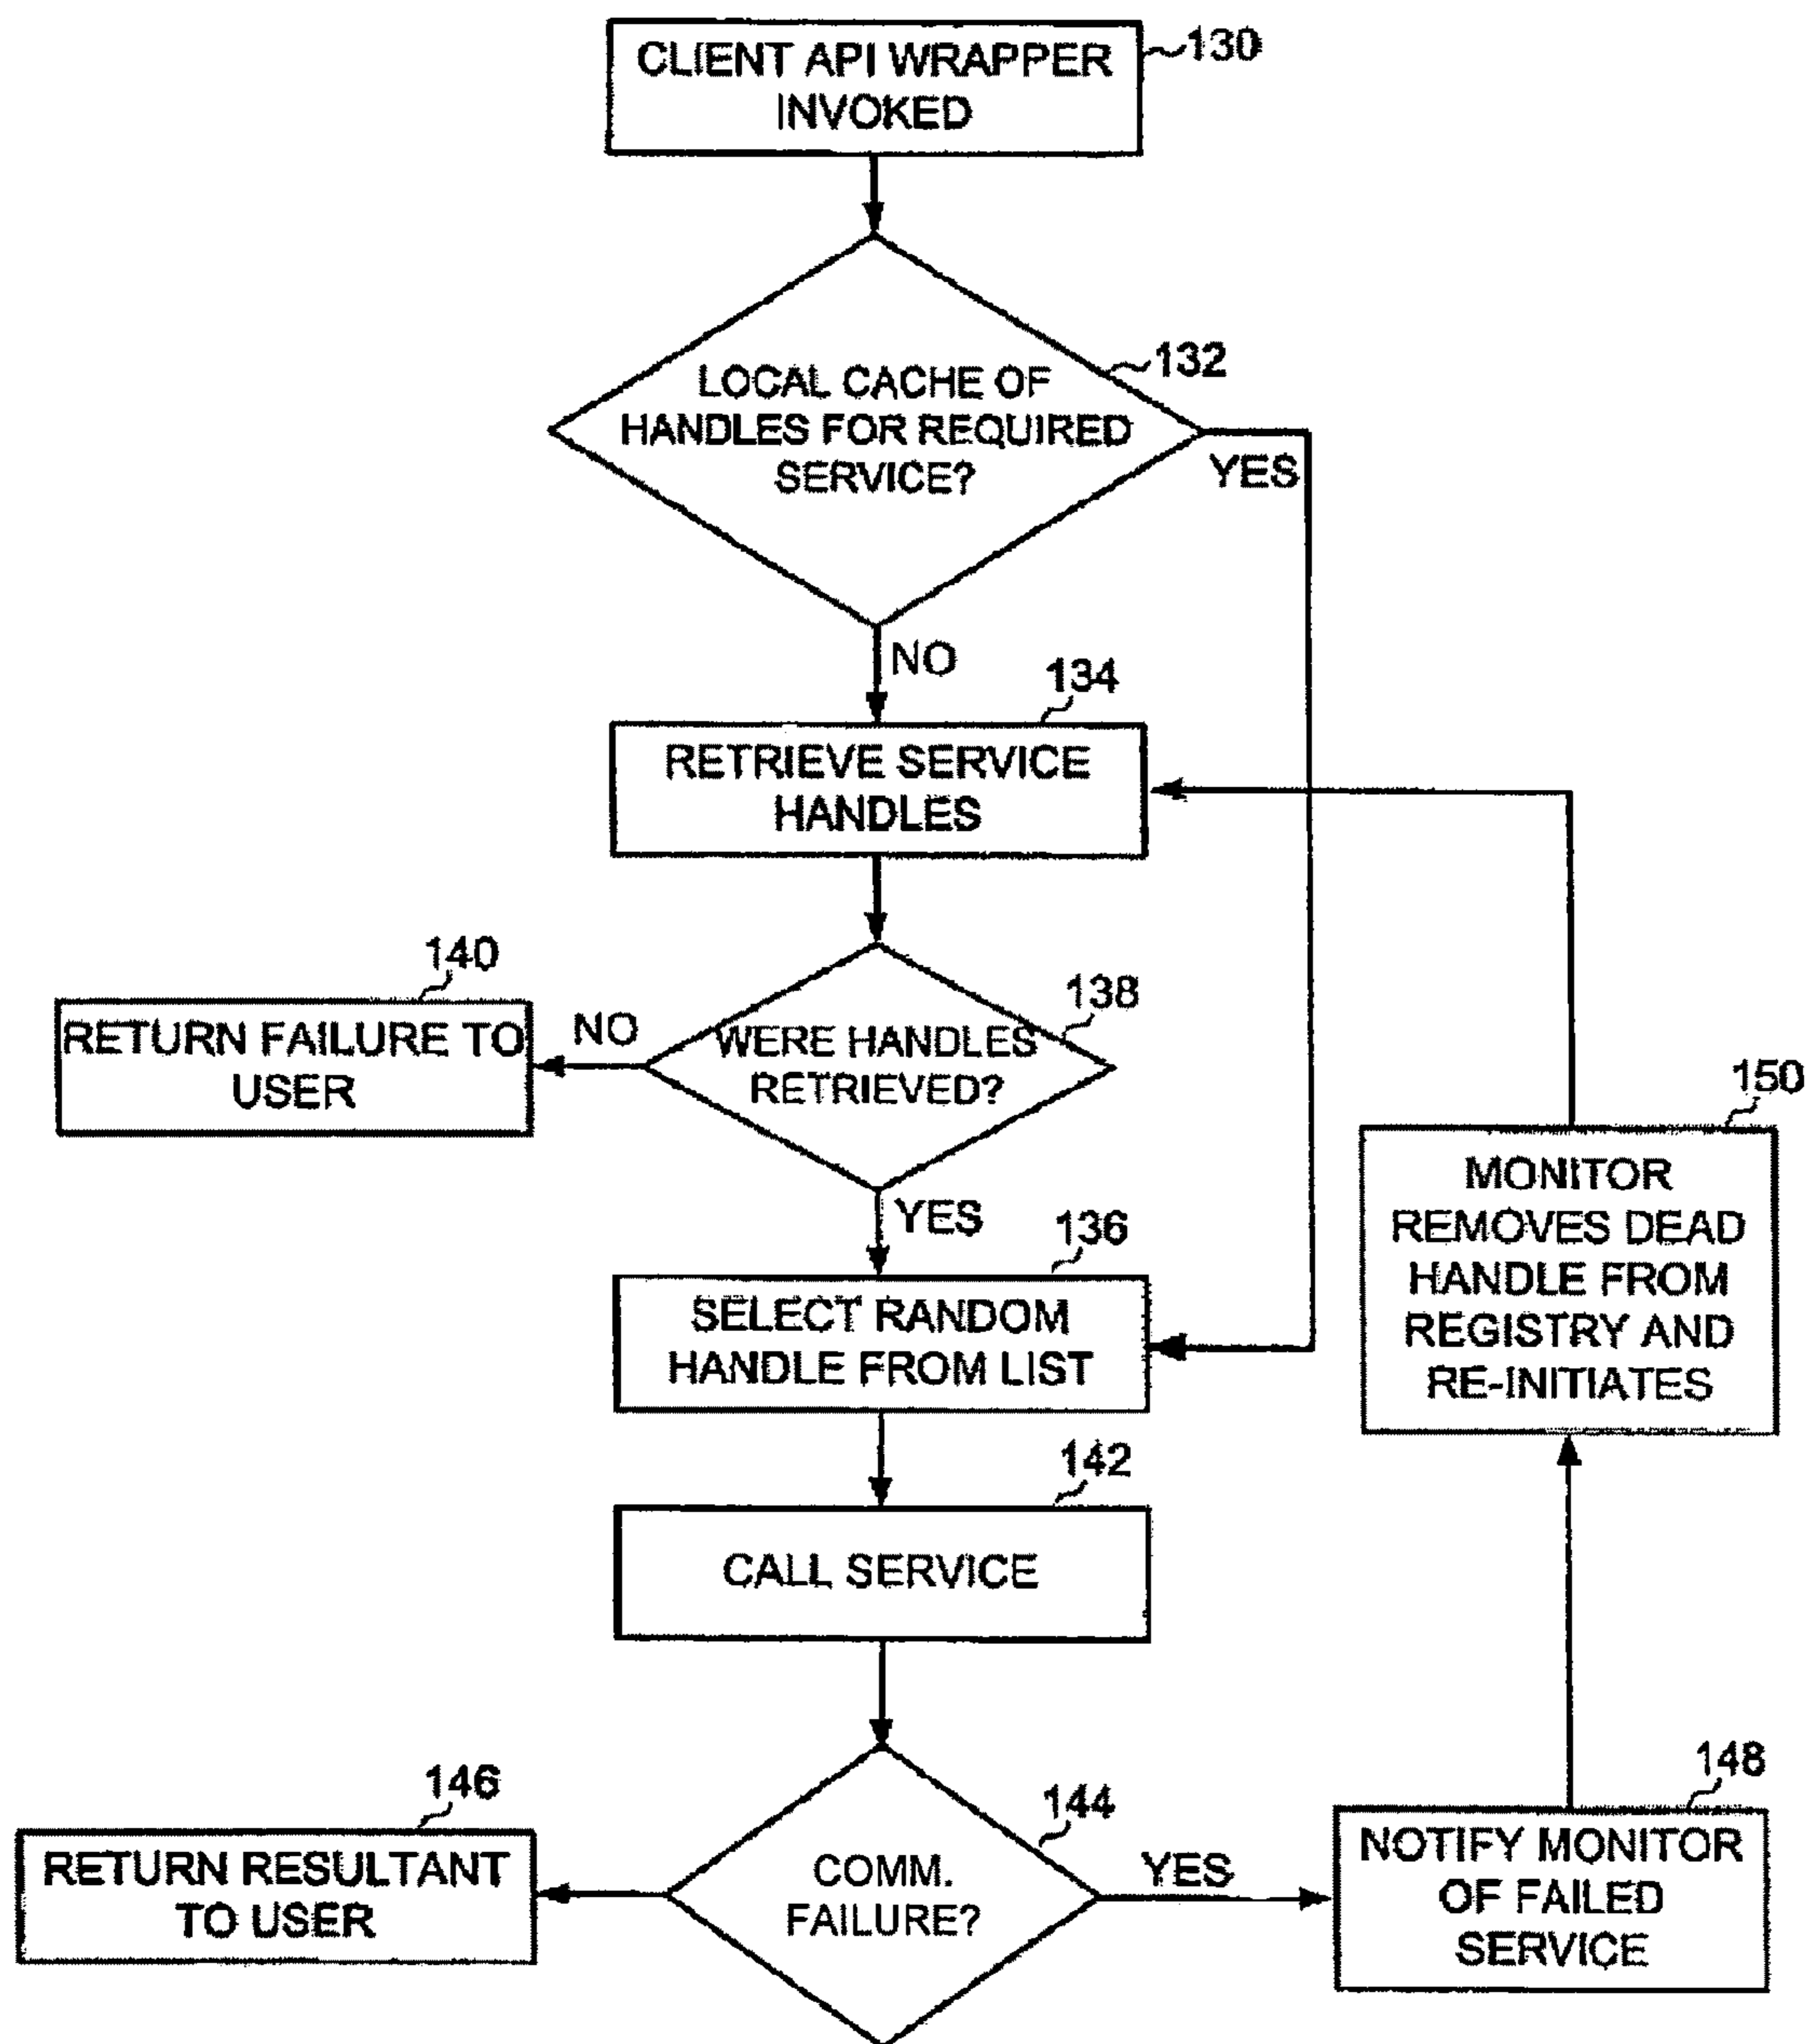 CLIENT API WRAPPER
INVOKED
130
LOCAL CACHE OF
HANDLES FOR REQUIRED
SERVICE?
132
YES
NO
134
RETRIEVE SERVICE
HANDLES
140
RETURN FAILURE TO
USER
NO
138
WERE HANDLES
RETRIEVED?
YES
136
SELECT RANDOM
HANDLE FROM LIST
150
MONITOR
REMOVES DEAD
HANDLE FROM
REGISTRY AND
RE-INITIATES
142
CALL SERVICE
146
RETURN RESULTANT
TO USER
144
COMM.
FAILURE?
YES
148
NOTIFY MONITOR
OF FAILED
SERVICE